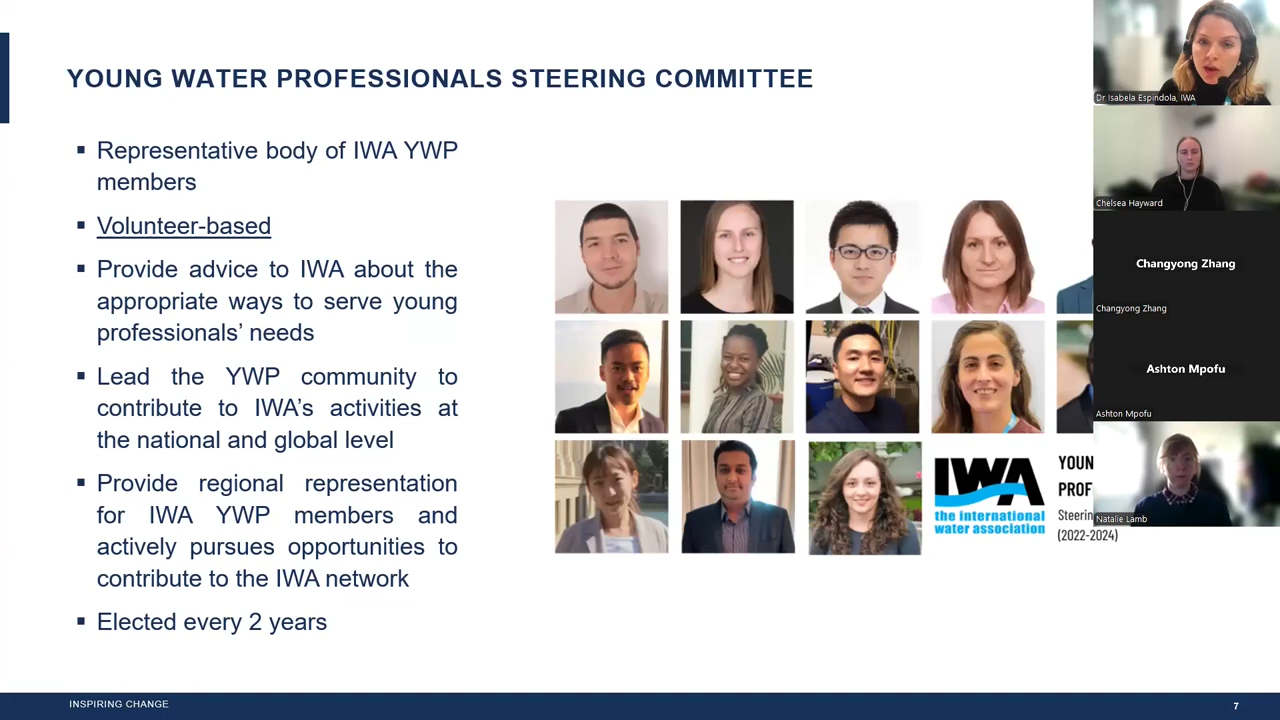 YOUNG WATER PROFESSIONALS STEERING COMMITTEE
▪ Representative body of IWA YWP
members
▪ Volunteer-based
▪ Provide advice to IWA about the
appropriate ways to serve young
professionals’ needs
▪ Lead the YWP community to
contribute to IWA’s activities at
the national and global level
▪ Provide regional representation
for IWA YWP members and
actively pursues opportunities to
contribute to the IWA network
▪ Elected every 2 years
IWA
the international
water association
YOUN
PROF
Steerin
(2022-2024)
Dr Isabela Espindola, IWA
Chelsea Hayward
Changyong Zhang
Changyong Zhang
Ashton Mpofu
Ashton Mpofu
Natalie Lamb
INSPIRING CHANGE
7